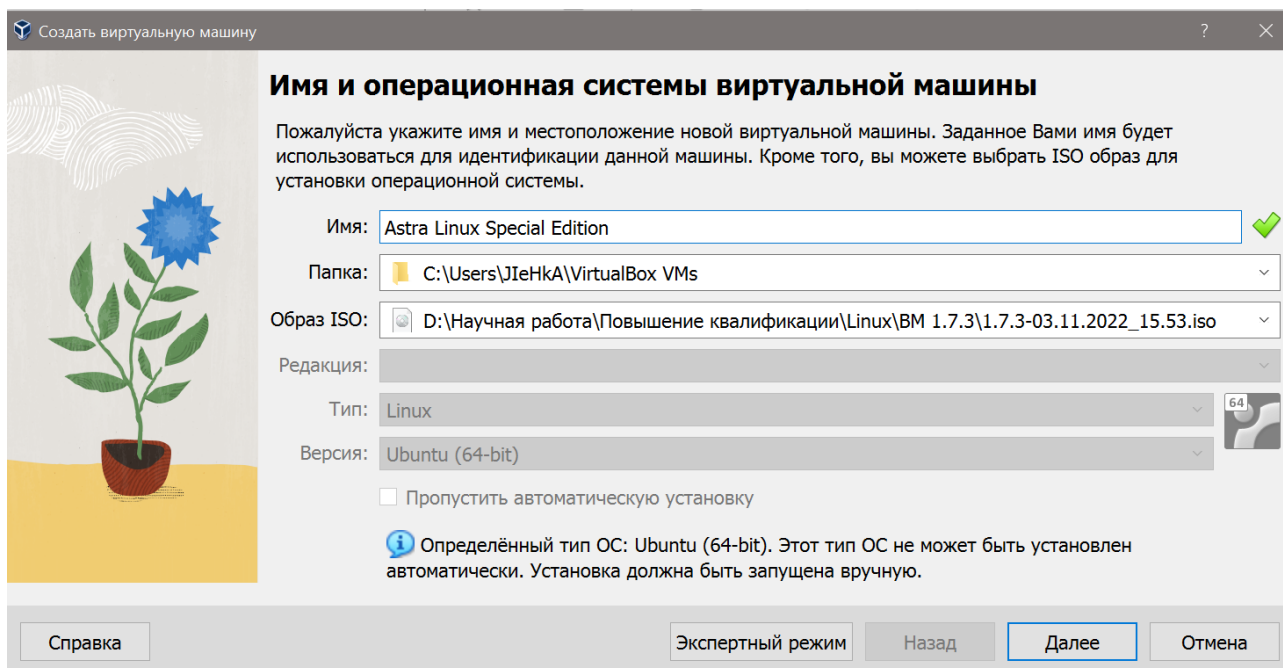 Создать виртуальную машину
?
Имя и операционная системы виртуальной машины
Пожалуйста укажите имя и местоположение новой виртуальной машины. Заданное Вами имя будет
использоваться для идентификации данной машины. Кроме того, вы можете выбрать ISO образ для
установки операционной системы.
Имя: Astra Linux Special Edition
Папка: C:\Users\JIeHkA\VirtualBox VMs
Образ ISO: D:\Научная работа\Повышение квалификации\Linux\ВМ 1.7.3\1.7.3-03.11.2022_15.53.iso
Редакция:
Тип: Linux
64
Версия: Ubuntu (64-bit)
Пропустить автоматическую установку
Определённый тип ОС: Ubuntu (64-bit). Этот тип ОС не может быть установлен
автоматически. Установка должна быть запущена вручную.
Справка Экспертный режим Назад Далее Отмена